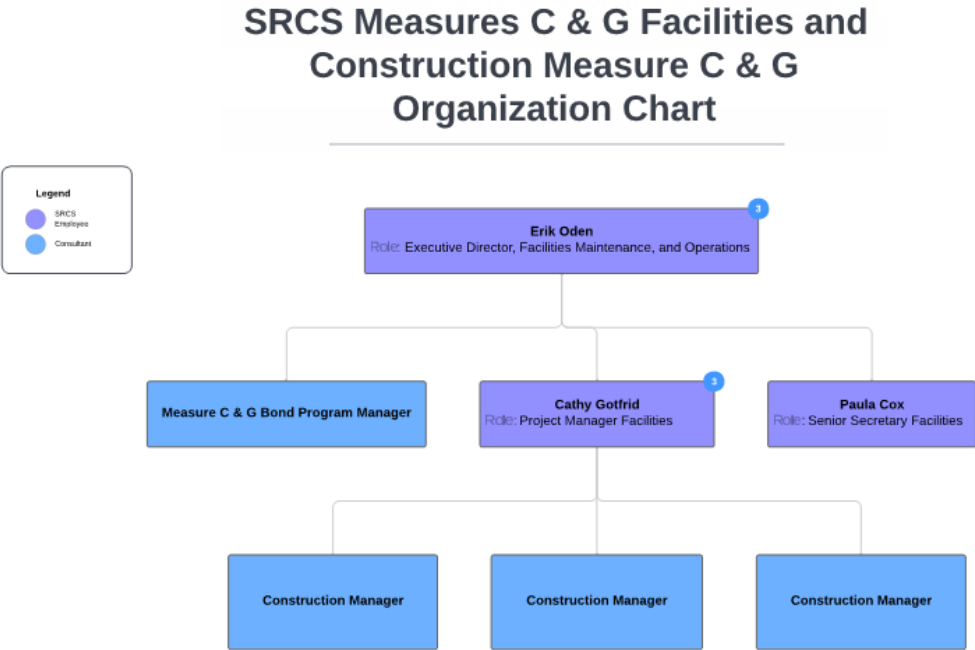 SRCS Measures C & G Facilities and
Construction Measure C & G
Organization Chart
Legend
SRCS
Employee
Consultant
3
Erik Oden
Role: Executive Director, Facilities Maintenance, and Operations
Measure C & G Bond Program Manager
3
Cathy Gotfrid
Role: Project Manager Facilities
Paula Cox
Role: Senior Secretary Facilities
Construction Manager
Construction Manager
Construction Manager